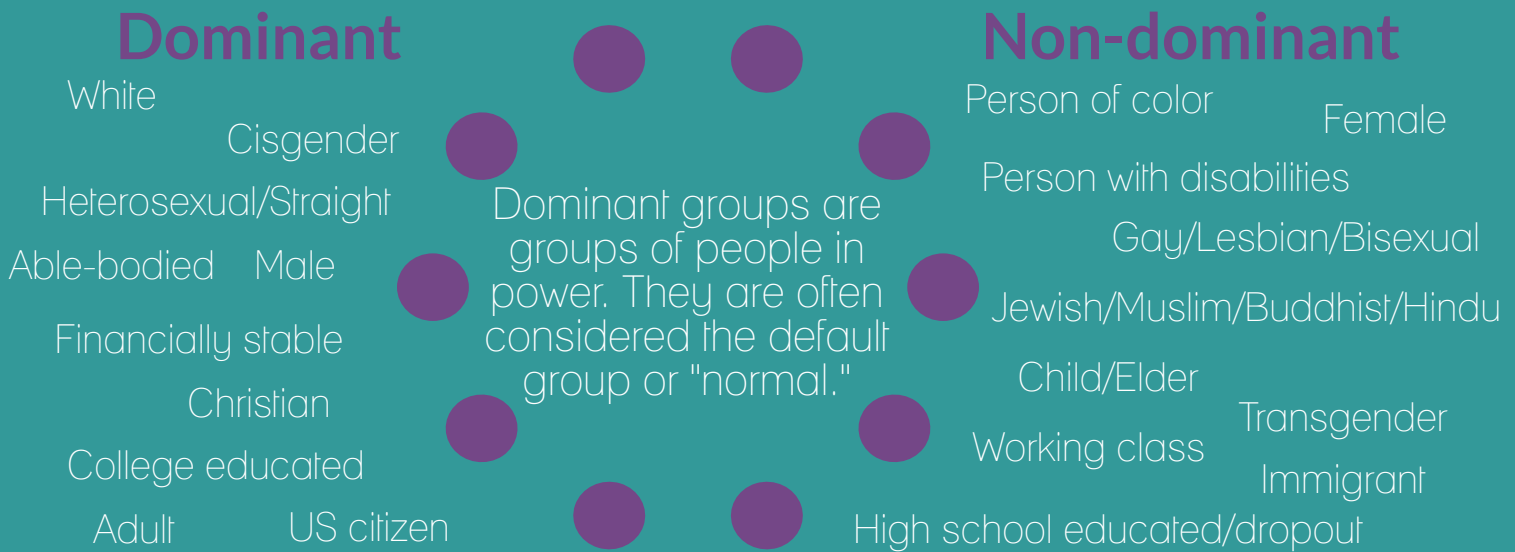 Dominant
White
Cisgender
Heterosexual/Straight
Able-bodied Male
Financially stable
Christian
College educated
Adult US citizen
Dominant groups are
groups of people in
power. They are often
considered the default
group or "normal."
Non-dominant
Person of color
Female
Person with disabilities
Gay/Lesbian/Bisexual
Jewish/Muslim/Buddhist/Hindu
Child/Elder
Transgender
Working class
Immigrant
High school educated/dropout